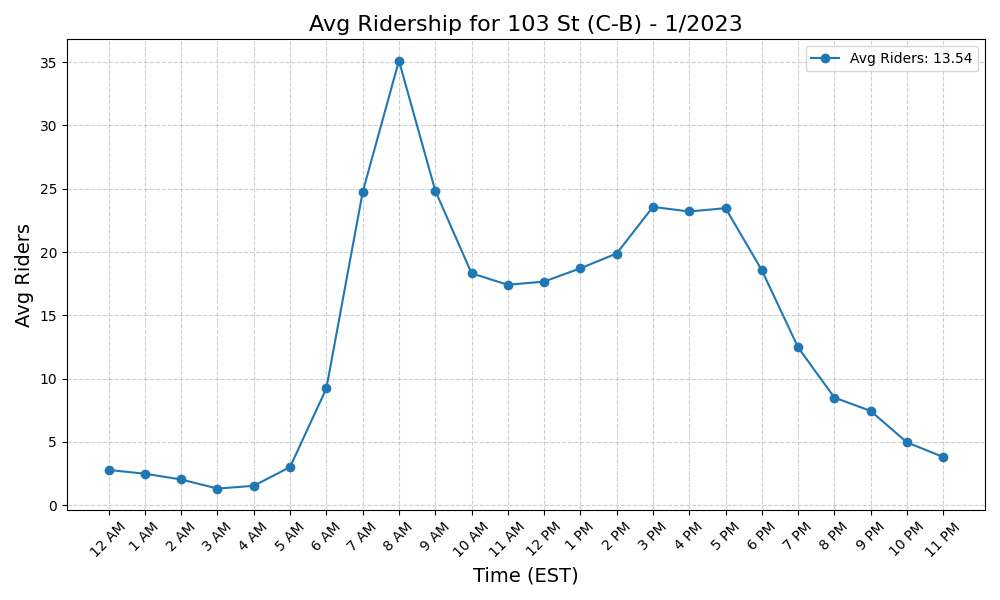 Avg Ridership for 103 St (C-B) - 1/2023
Avg Riders: 13.54
Avg Riders
35
30
25
20
15
10
5
0
12 AM
1 AM
2 AM
3 AM
4 AM
5 AM
6 AM
7 AM
8 AM
9 AM
10 AM
11 AM
12 PM
1 PM
2 PM
3 PM
4 PM
5 PM
6 PM
7 PM
8 PM
9 PM
10 PM
11 PM
Time (EST)